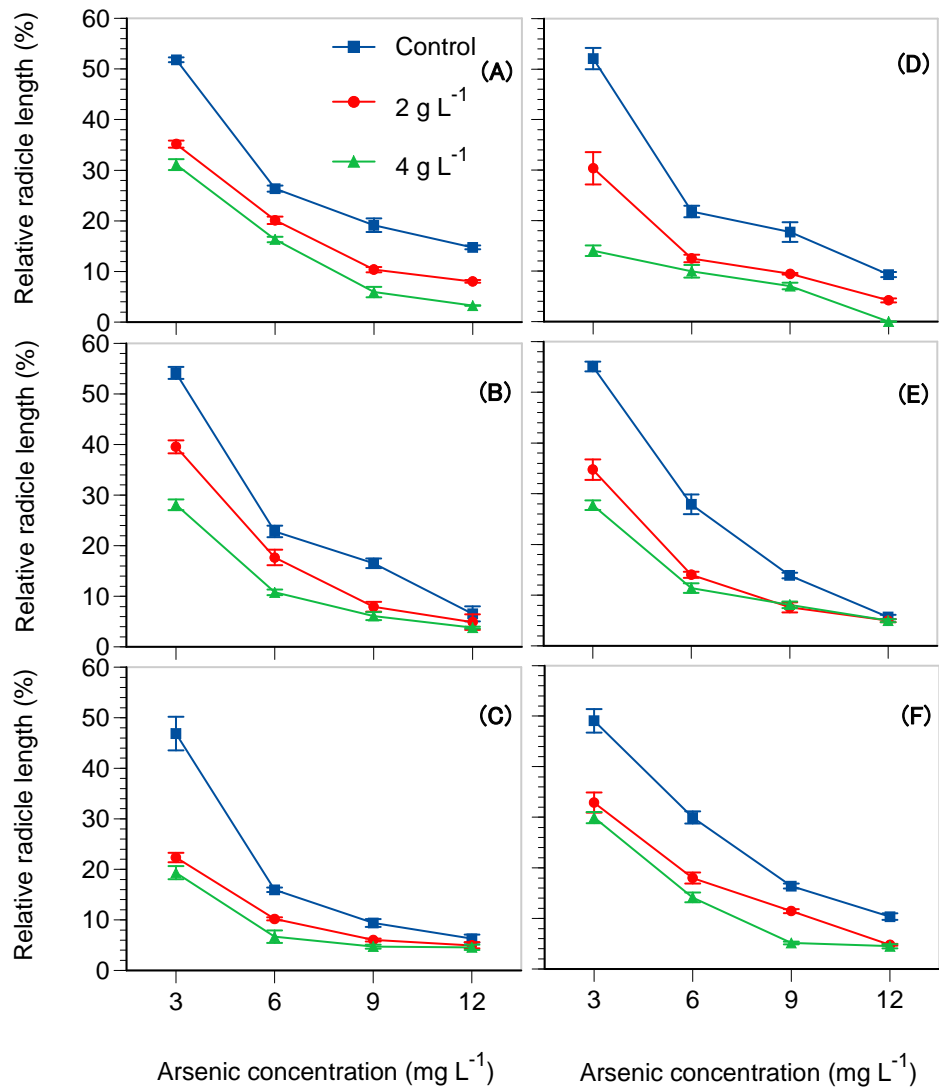 Relative radicle length (%)
60
50
40
30
20
10
0
Control
2 g L⁻¹
4 g L⁻¹
(A)
(D)
Relative radicle length (%)
60
50
40
30
20
10
0
(B)
(E)
Relative radicle length (%)
60
50
40
30
20
10
0
(C)
(F)
3 6 9 12
3 6 9 12
Arsenic concentration (mg L⁻¹)
Arsenic concentration (mg L⁻¹)